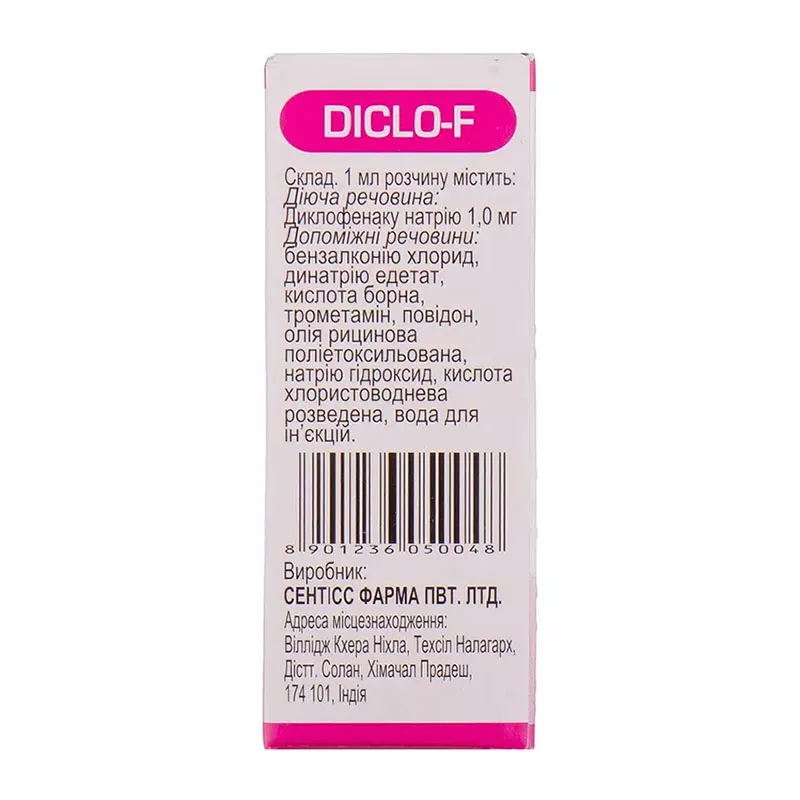 DICLO-F
Склад. 1 мл розчину містить:
Діюча речовина:
Диклофенаку натрію 1,0 мг
Допоміжні речовини:
бензалконію хлорид,
динатрію едетат,
кислота борна,
трометамін, повідон,
олія рицинова
поліетоксильована,
натрію гідроксид, кислота
хлористоводнева
розведена, вода для
ін’єкцій.
8 901236 050048
Виробник:
СЕНТІСС ФАРМА ПВТ. ЛТД.
Адреса місцезнаходження:
Вілллідж Кхера Ніхла, Техсіл Налагарх,
Дістт. Солан, Хімачал Прадеш,
174 101, Індія